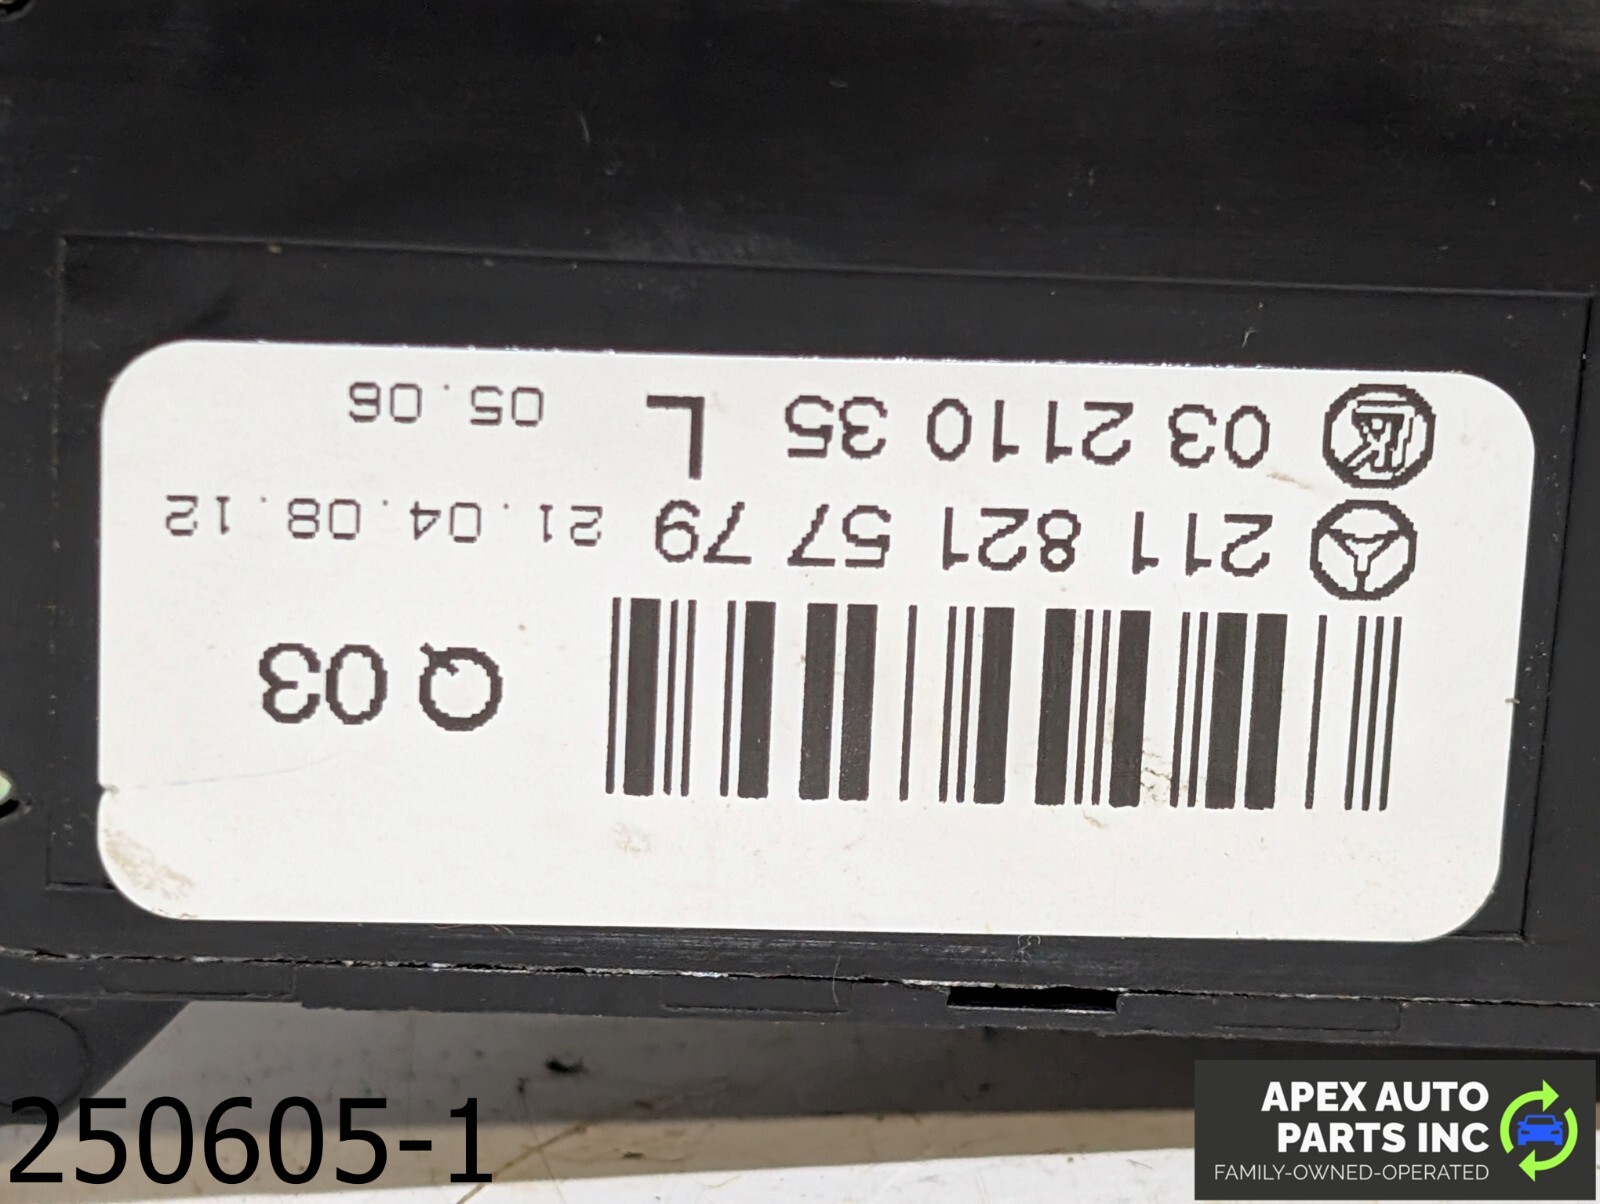 Q 03
211 821 57 79 21.04.08.12
03 2110 35 L 05.06
250605-1
APEX AUTO
PARTS INC
FAMILY-OWNED-OPERATED